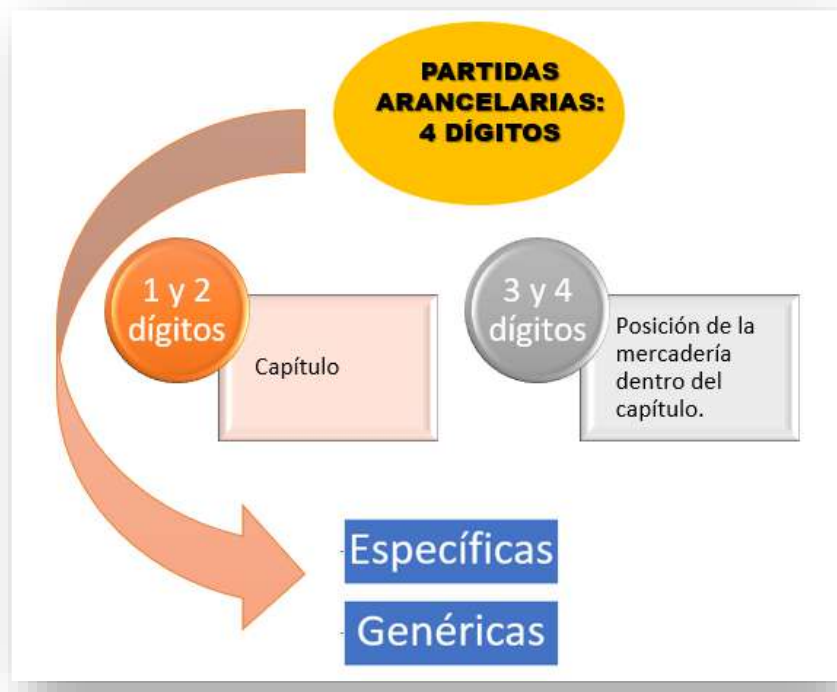 PARTIDAS
ARANCELARIAS:
4 DÍGITOS
1 y 2
dígitos
Capítulo
3 y 4
dígitos
Posición de la
mercadería
dentro del
capítulo.
Específicas
Genéricas